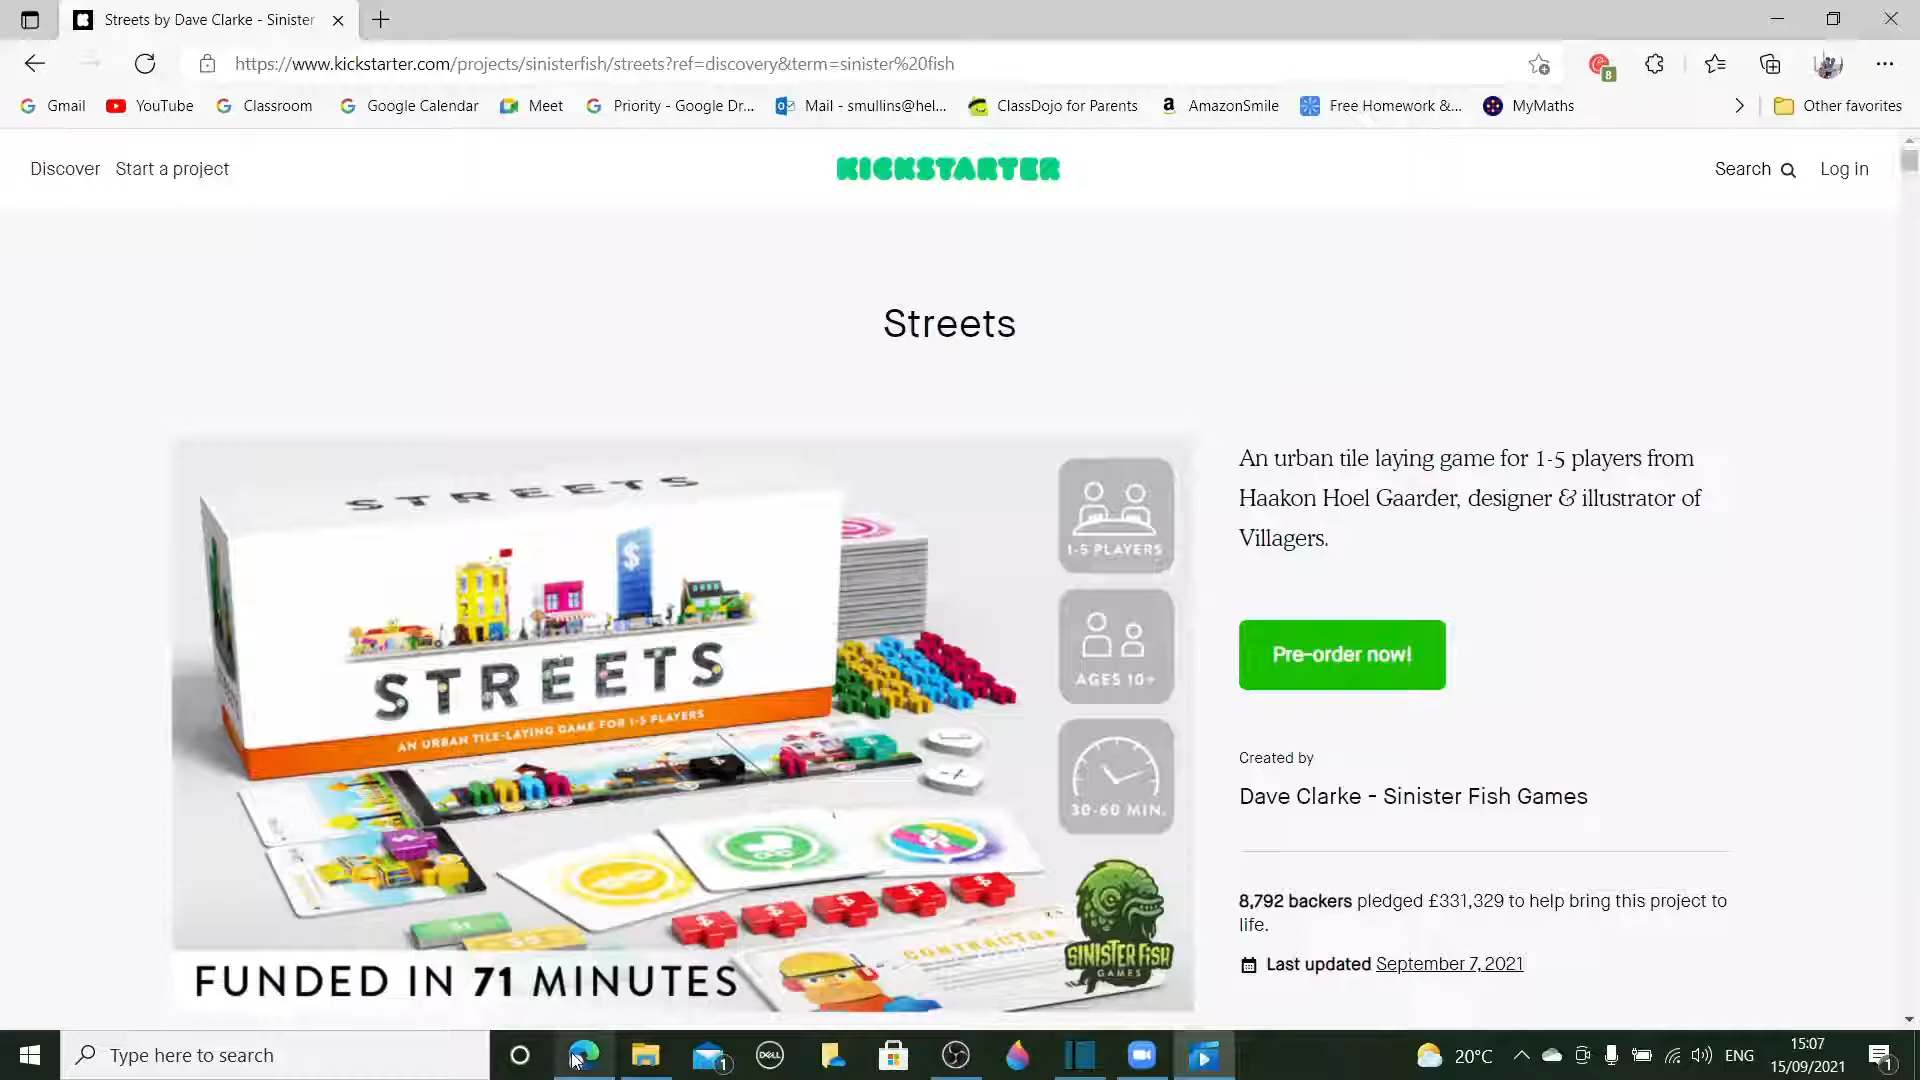 Streets by Dave Clarke - Sinister
https://www.kickstarter.com/projects/sinisterfish/streets?ref=discovery&term=sinister%20fish
8
Gmail YouTube Classroom Google Calendar Meet Priority - Google Dr... Mail - smullins@hel... ClassDojo for Parents AmazonSmile Free Homework &... MyMaths Other favorites
Discover Start a project KICKSTARTER Search Log in
Streets
STREETS
$
STREETS
AN URBAN TILE-LAYING GAME FOR 1-5 PLAYERS
1-5 PLAYERS
AGES 10+
30-60 MIN.
CONTRACTOR
SINISTER FISH
GAMES
FUNDED IN 71 MINUTES
An urban tile laying game for 1-5 players from
Haakon Hoel Gaarder, designer & illustrator of
Villagers.
Pre-order now!
Created by
Dave Clarke - Sinister Fish Games
8,792 backers pledged £331,329 to help bring this project to
life.
Last updated September 7, 2021
Type here to search
1
DELL
20°C
ENG
15:07
15/09/2021
1